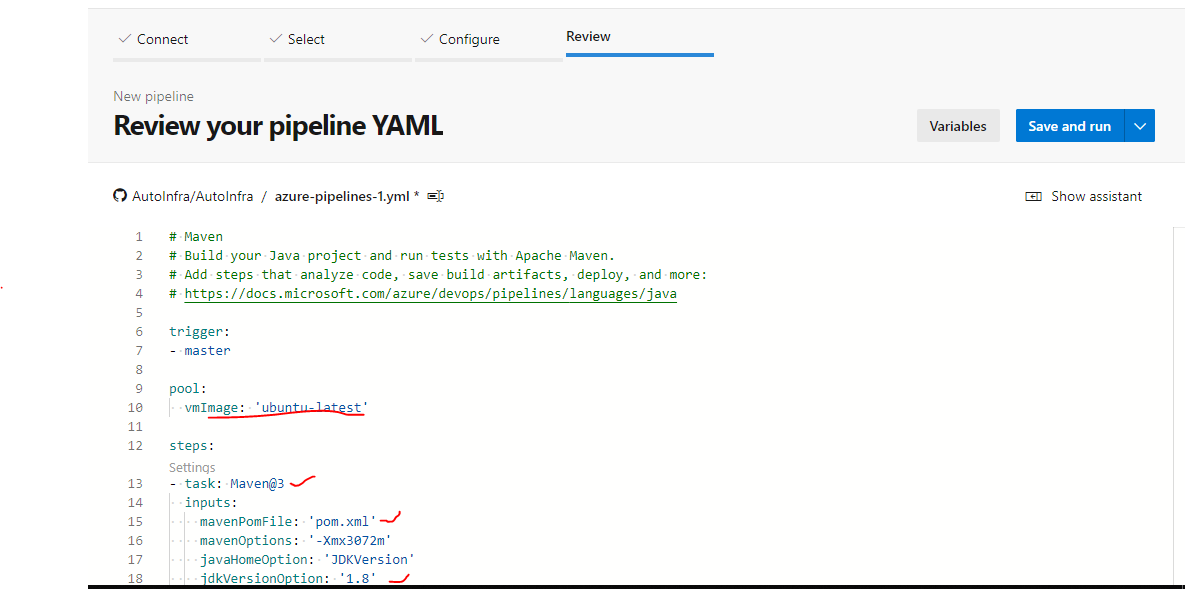 Connect Select Configure Review
New pipeline
Review your pipeline YAML
Variables Save and run
AutoInfra/AutoInfra / azure-pipelines-1.yml * Show assistant
1 # Maven
2 # Build your Java project and run tests with Apache Maven.
3 # Add steps that analyze code, save build artifacts, deploy, and more:
4 # https://docs.microsoft.com/azure/devops/pipelines/languages/java
5
6 trigger:
7 - master
8
9 pool:
10   vmImage: 'ubuntu-latest'
11
12 steps:
Settings
13 - task: Maven@3
14   inputs:
15     mavenPomFile: 'pom.xml'
16     mavenOptions: '-Xmx3072m'
17     javaHomeOption: 'JDKVersion'
18     jdkVersionOption: '1.8'